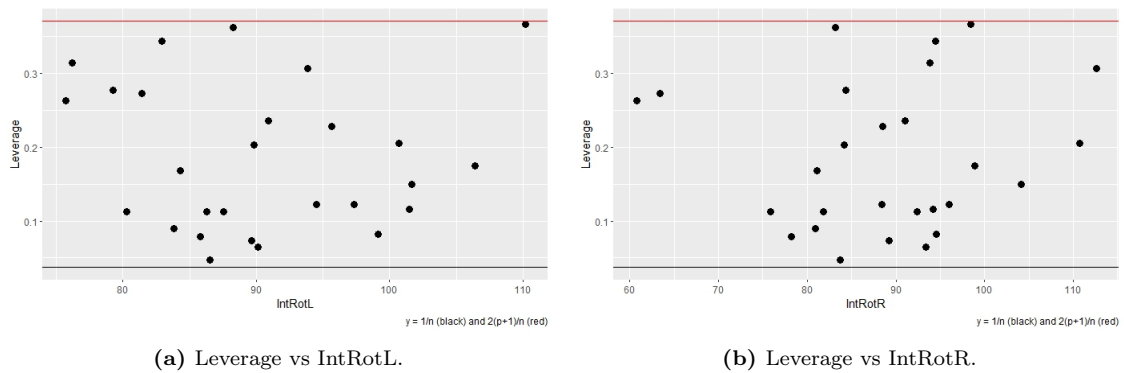 Leverage
0.3
0.2
0.1
80 90 100 110
IntRotL
y = 1/n (black) and 2(p+1)/n (red)
(a) Leverage vs IntRotL.
Leverage
0.3
0.2
0.1
60 70 80 90 100 110
IntRotR
y = 1/n (black) and 2(p+1)/n (red)
(b) Leverage vs IntRotR.